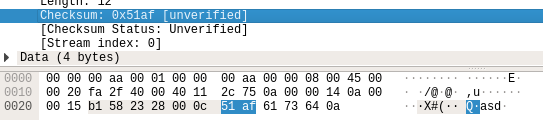 Length: 12
Checksum: 0x51af [unverified]
[Checksum Status: Unverified]
[Stream index: 0]
Data (4 bytes)
0000 00 00 00 aa 00 01 00 00 00 aa 00 00 08 00 45 00 ········ ······E·
0010 00 20 fa 2f 40 00 40 11 2c 75 0a 00 00 14 0a 00 · ·/@·@· ,u······
0020 00 15 b1 58 23 28 00 0c 51 af 61 73 64 0a ···X#(·· Q·asd·